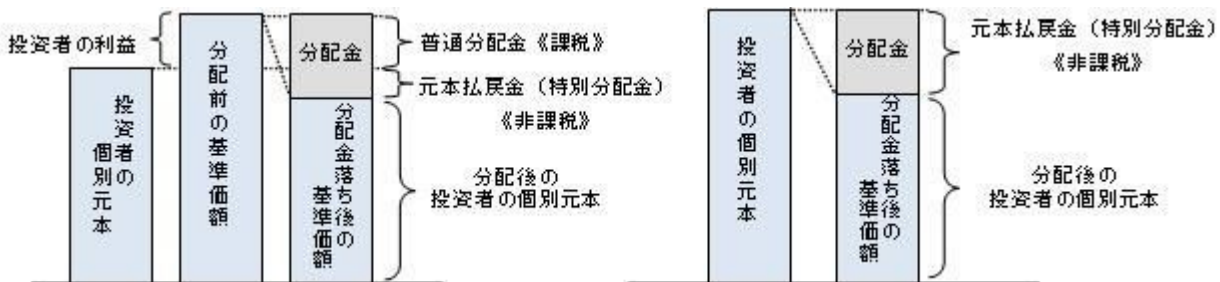 投資者の利益
投資者の
個別元本
分配前の基準価額
分配金
分配金落ち後の
基準価額
普通分配金《課税》
元本払戻金（特別分配金）
《非課税》
分配後の
投資者の個別元本
投資者の個別元本
分配金
分配金落ち後の
基準価額
元本払戻金（特別分配金）
《非課税》
分配後の
投資者の個別元本